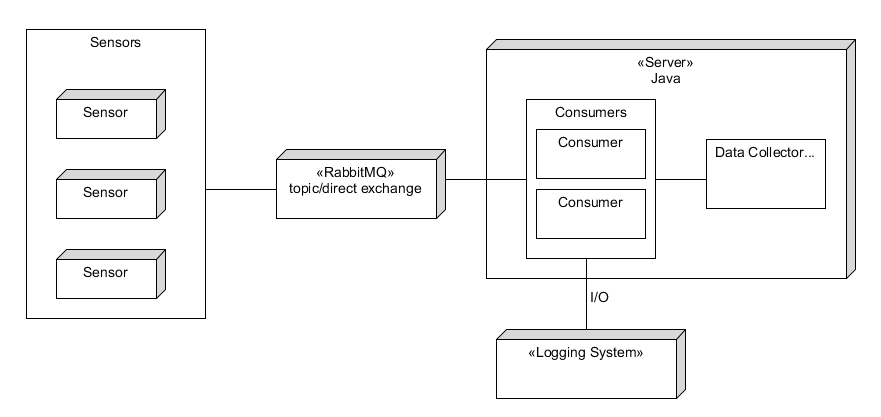 Sensors
Sensor
Sensor
Sensor
«RabbitMQ»
topic/direct exchange
«Server»
Java
Consumers
Consumer
Consumer
Data Collector...
I/O
«Logging System»